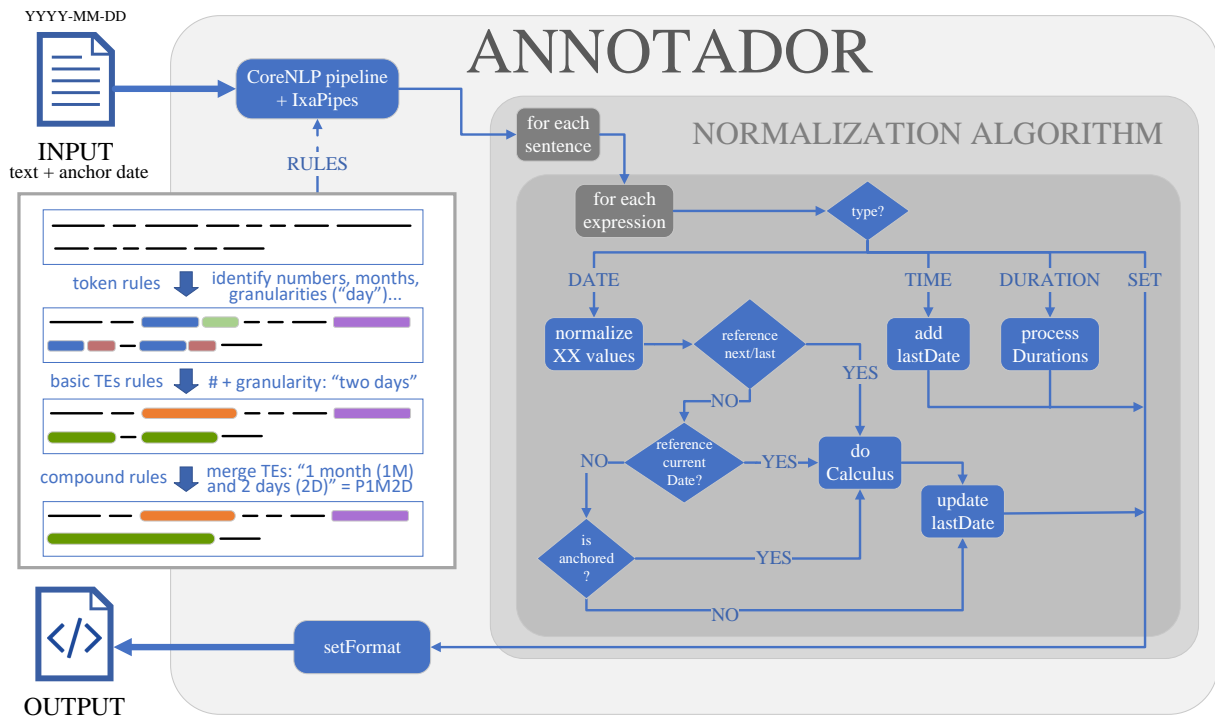 YYYY-MM-DD
ANNOTADOR
CoreNLP pipeline
+ IxaPipes
INPUT
text + anchor date
RULES
for each
sentence
NORMALIZATION ALGORITHM
for each
expression
type?
token rules
identify numbers, months,
granularities ("day")...
basic TEs rules
# + granularity: "two days"
compound rules
merge TEs: "1 month (1M)
and 2 days (2D)" = P1M2D
DATE
TIME
DURATION
SET
normalize
XX values
reference
next/last
add
lastDate
process
Durations
YES
NO
reference
current
Date?
NO
YES
do
Calculus
update
lastDate
is
anchored
?
YES
NO
setFormat
</>
OUTPUT